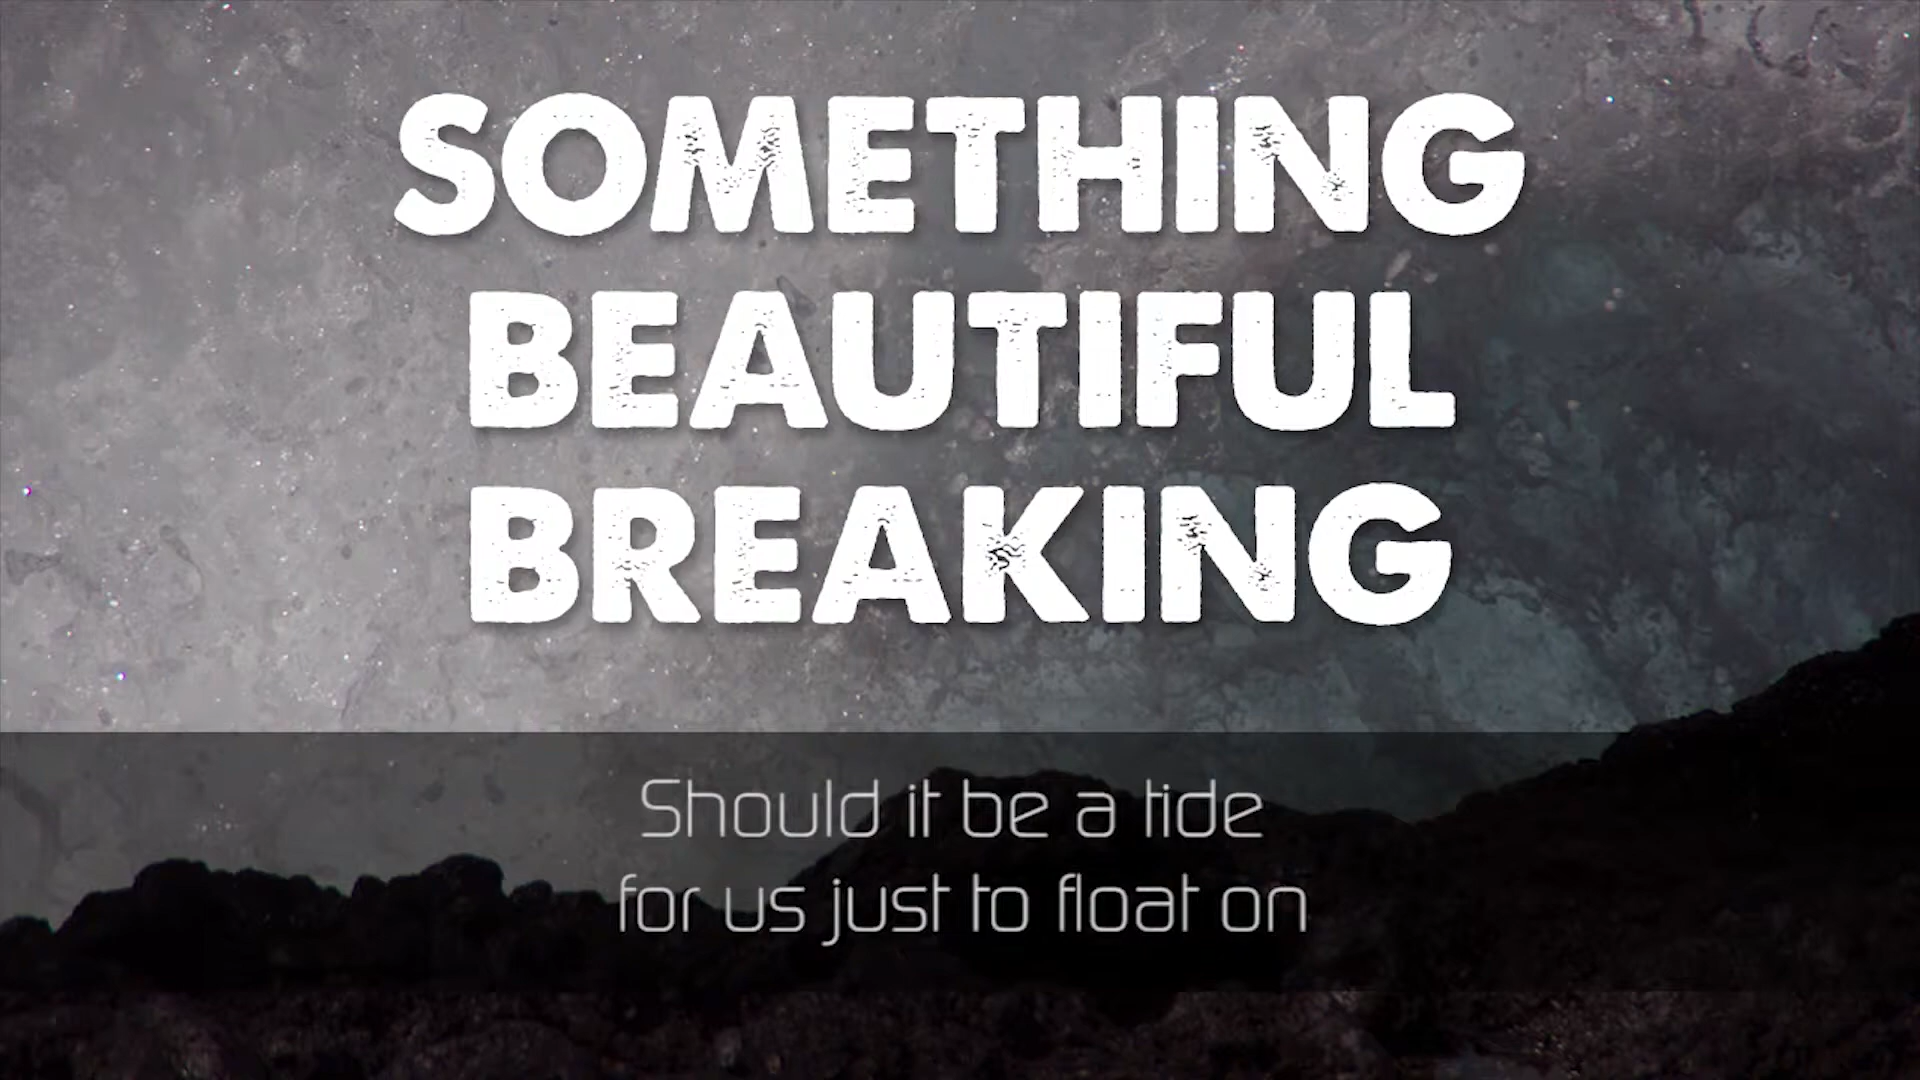 SOMETHING
BEAUTIFUL
BREAKING
Should it be a tide
for us just to float on